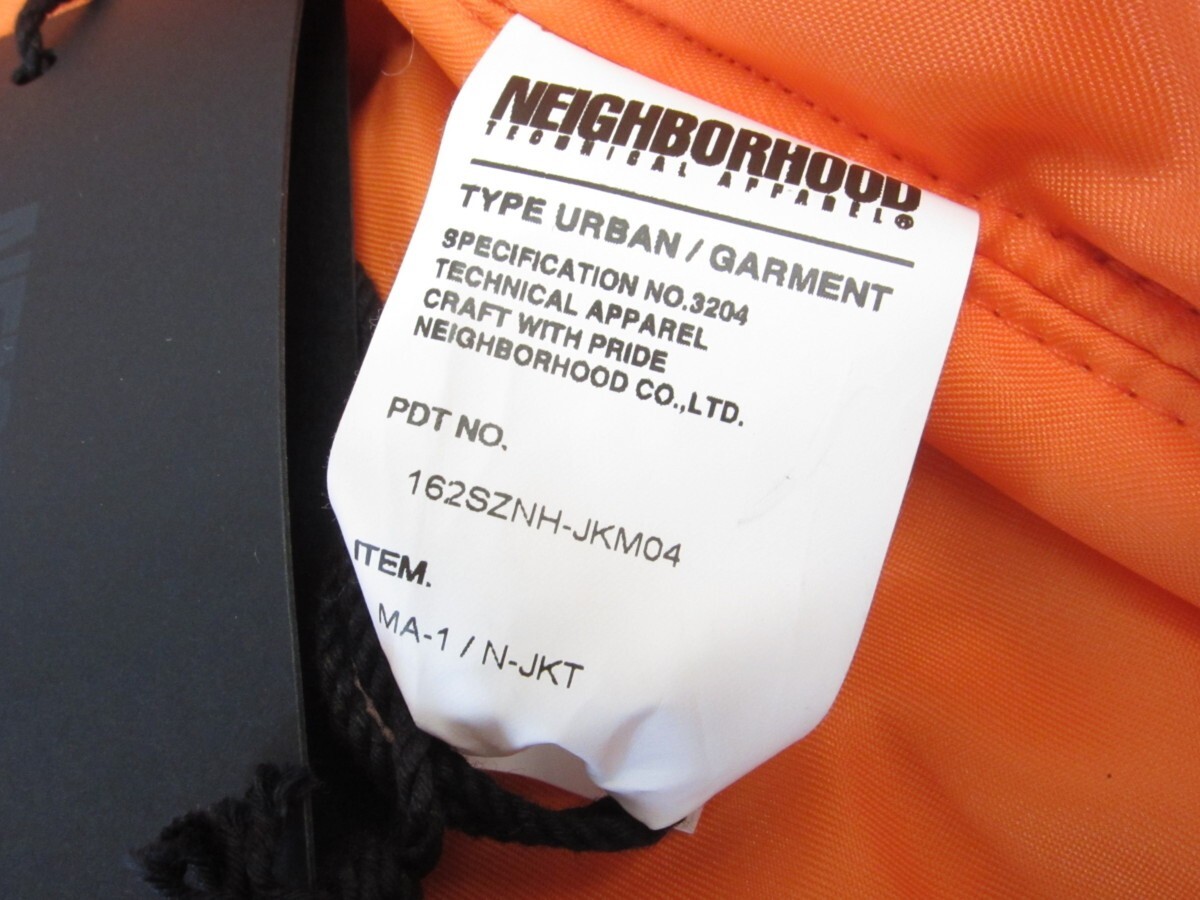 NEIGHBORHOOD
TECHNICAL APPAREL®
TYPE URBAN / GARMENT
SPECIFICATION NO.3204
TECHNICAL APPAREL
CRAFT WITH PRIDE
NEIGHBORHOOD CO.,LTD.
PDT NO.
162SZNH-JKM04
ITEM.
MA-1 / N-JKT